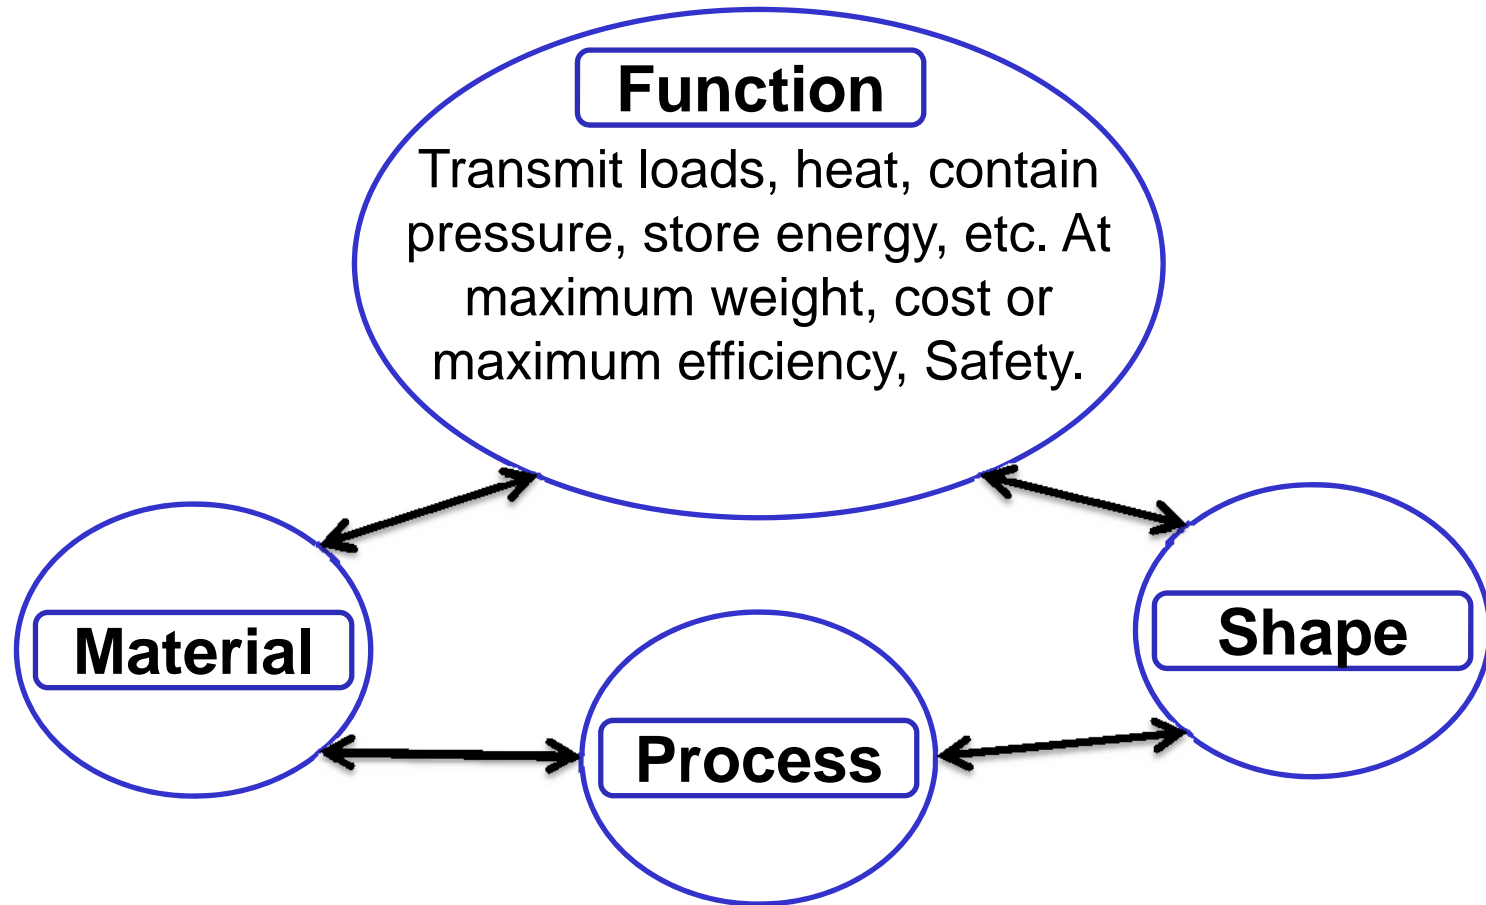 Function
Transmit loads, heat, contain
pressure, store energy, etc. At
maximum weight, cost or
maximum efficiency, Safety.
Material
Shape
Process